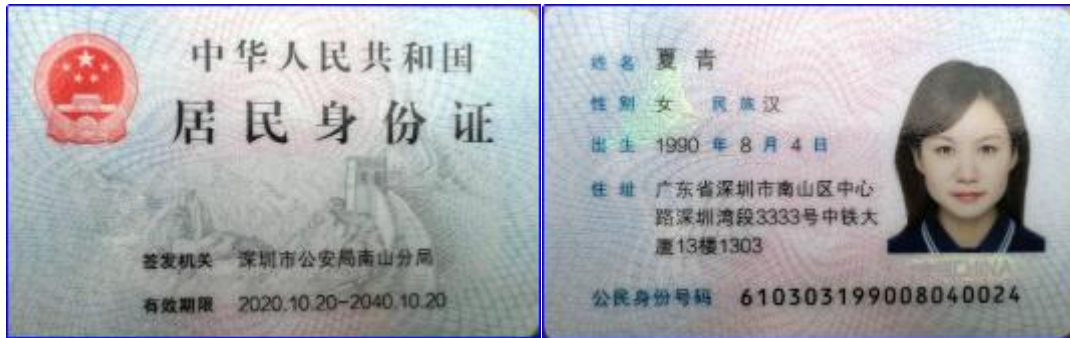 中华人民共和国
居民身份证
签发机关 深圳市公安局南山分局
有效期限 2020.10.20-2040.10.20
姓名 夏青
性别 女 民族 汉
出生 1990 年 8 月 4 日
住址 广东省深圳市南山区中心
路深圳湾段3333号中铁大
厦13楼1303
CHINA
公民身份号码 610303199008040024